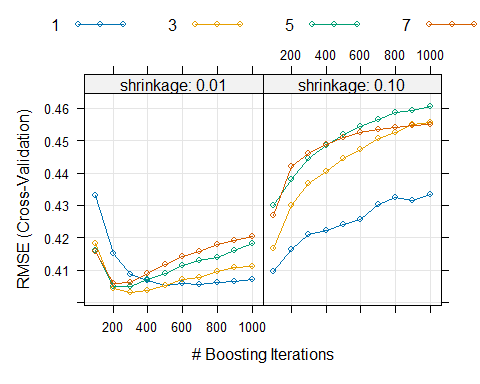 1 3 5 7
200 400 600 800 1000
shrinkage: 0.01 shrinkage: 0.10
0.46
0.45
0.44
0.43
0.42
0.41
RMSE (Cross-Validation)
200 400 600 800 1000
# Boosting Iterations